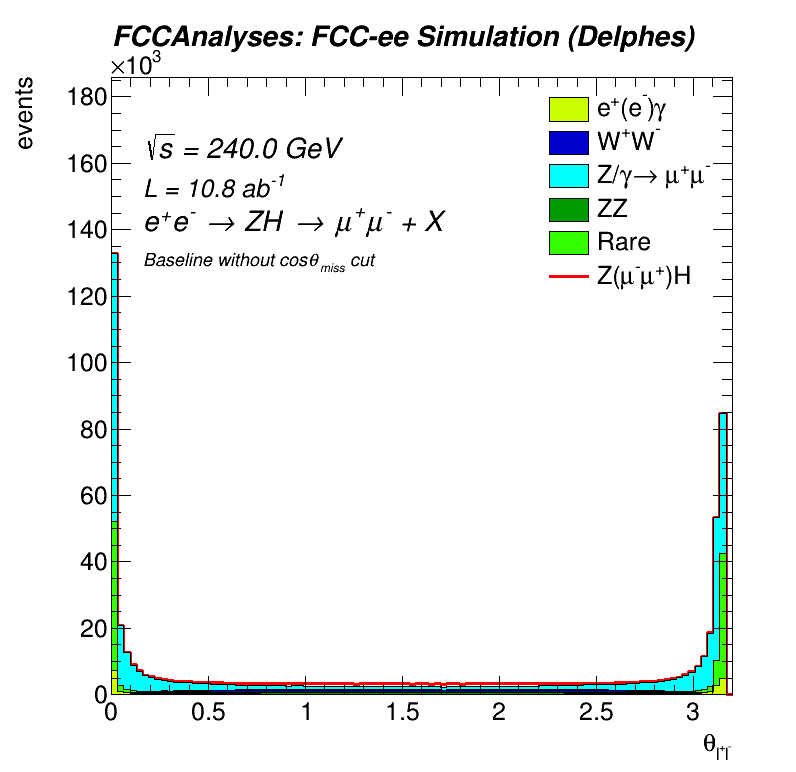 FCCAnalyses: FCC-ee Simulation (Delphes)
×10³
events
180
160
140
120
100
80
60
40
20
0
√s = 240.0 GeV
L = 10.8 ab⁻¹
e⁺e⁻ → ZH → μ⁺μ⁻ + X
Baseline without cosθ_miss cut
e⁺(e⁻)γ
W⁺W⁻
Z/γ→ μ⁺μ⁻
ZZ
Rare
Z(μ⁻μ⁺)H
0 0.5 1 1.5 2 2.5 3
θ_l⁺l⁻